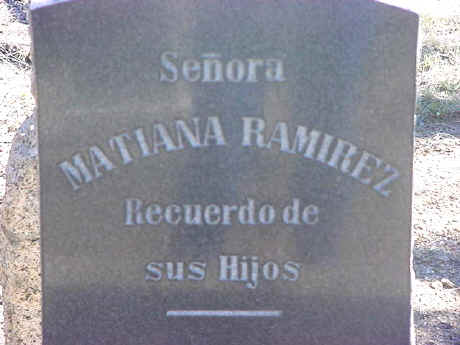 Señora
MATIANA RAMIREZ
Recuerdo de
sus Hijos